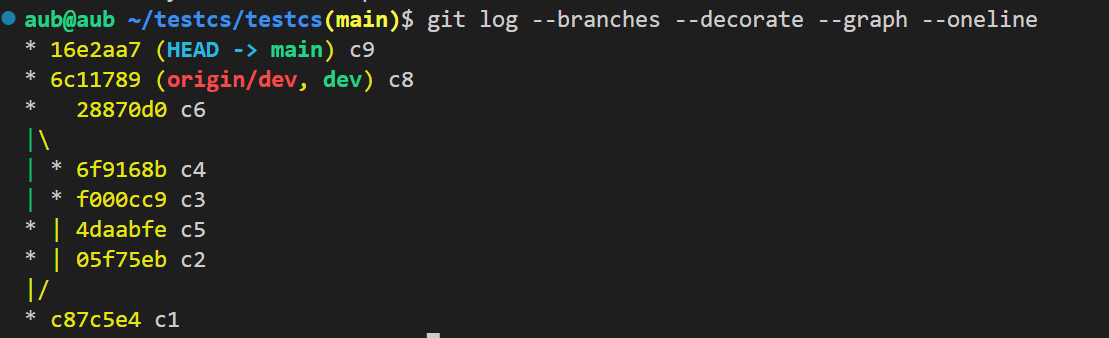 aub@aub ~/testcs/testcs(main)$ git log --branches --decorate --graph --oneline
* 16e2aa7 (HEAD -> main) c9
* 6c11789 (origin/dev, dev) c8
*   28870d0 c6
|\
| * 6f9168b c4
| * f000cc9 c3
* | 4daabfe c5
* | 05f75eb c2
|/
* c87c5e4 c1